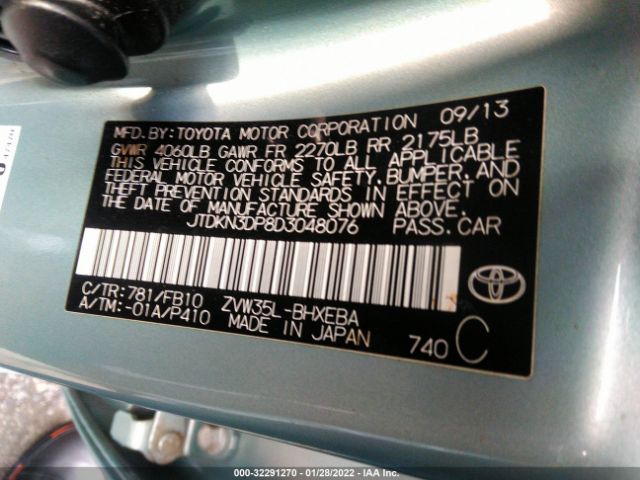 MFD.BY:TOYOTA MOTOR CORPORATION 09/13
GVWR 4060LB GAWR FR 2270LB RR 2175LB
THIS VEHICLE CONFORMS TO ALL APPLICABLE
FEDERAL MOTOR VEHICLE SAFETY,BUMPER,AND
THEFT PREVENTION STANDARDS IN EFFECT ON
THE DATE OF MANUFACTURE SHOWN ABOVE.
JTDKN3DP8D3048076 PASS.CAR
C/TR:781/FB10 ZVW35L-BHXEBA
A/TM:-01A/P410 MADE IN JAPAN
740 C
000-32291270 - 01/28/2022 - IAA Inc.